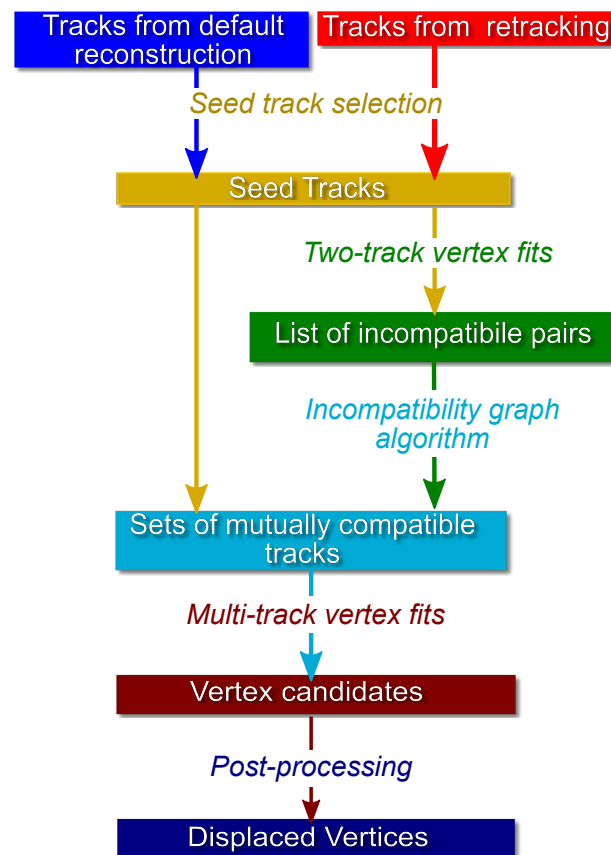 Tracks from default
reconstruction
Tracks from retracking
Seed track selection
Seed Tracks
Two-track vertex fits
List of incompatibile pairs
Incompatibility graph
algorithm
Sets of mutually compatible
tracks
Multi-track vertex fits
Vertex candidates
Post-processing
Displaced Vertices